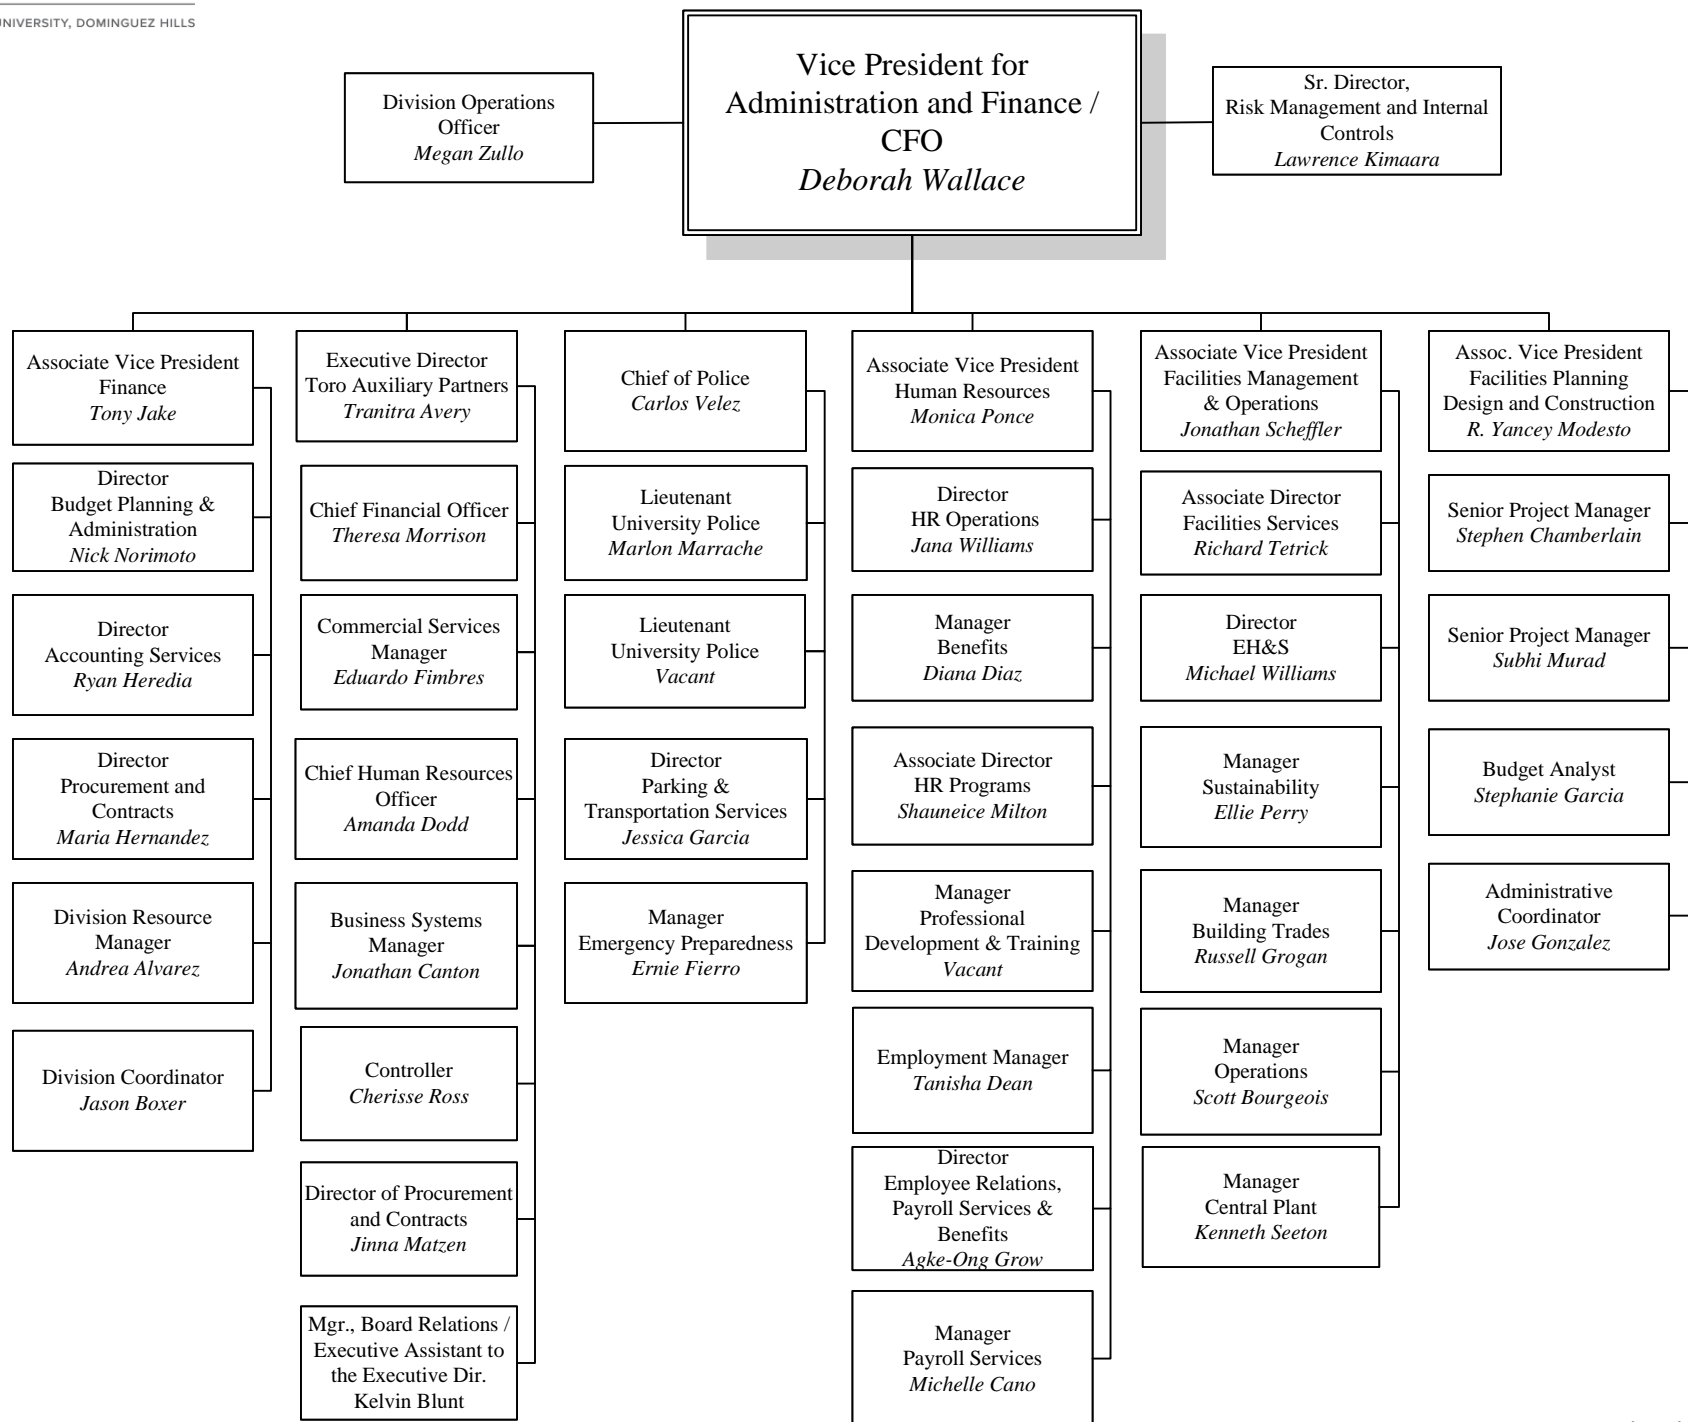 UNIVERSITY, DOMINGUEZ HILLS
Vice President for
Administration and Finance /
CFO
Deborah Wallace
Division Operations
Officer
Megan Zullo
Sr. Director,
Risk Management and Internal
Controls
Lawrence Kimaara
Associate Vice President
Finance
Tony Jake
Director
Budget Planning &
Administration
Nick Norimoto
Director
Accounting Services
Ryan Heredia
Director
Procurement and
Contracts
Maria Hernandez
Division Resource
Manager
Andrea Alvarez
Division Coordinator
Jason Boxer
Executive Director
Toro Auxiliary Partners
Tranitra Avery
Chief Financial Officer
Theresa Morrison
Commercial Services
Manager
Eduardo Fimbres
Chief Human Resources
Officer
Amanda Dodd
Business Systems
Manager
Jonathan Canton
Controller
Cherisse Ross
Director of Procurement
and Contracts
Jinna Matzen
Mgr., Board Relations /
Executive Assistant to
the Executive Dir.
Kelvin Blunt
Chief of Police
Carlos Velez
Lieutenant
University Police
Marlon Marrache
Lieutenant
University Police
Vacant
Director
Parking &
Transportation Services
Jessica Garcia
Manager
Emergency Preparedness
Ernie Fierro
Associate Vice President
Human Resources
Monica Ponce
Director
HR Operations
Jana Williams
Manager
Benefits
Diana Diaz
Associate Director
HR Programs
Shauneice Milton
Manager
Professional
Development & Training
Vacant
Employment Manager
Tanisha Dean
Director
Employee Relations,
Payroll Services &
Benefits
Agke-Ong Grow
Manager
Payroll Services
Michelle Cano
Associate Vice President
Facilities Management
& Operations
Jonathan Scheffler
Associate Director
Facilities Services
Richard Tetrick
Director
EH&S
Michael Williams
Manager
Sustainability
Ellie Perry
Manager
Building Trades
Russell Grogan
Manager
Operations
Scott Bourgeois
Manager
Central Plant
Kenneth Seeton
Assoc. Vice President
Facilities Planning
Design and Construction
R. Yancey Modesto
Senior Project Manager
Stephen Chamberlain
Senior Project Manager
Subhi Murad
Budget Analyst
Stephanie Garcia
Administrative
Coordinator
Jose Gonzalez